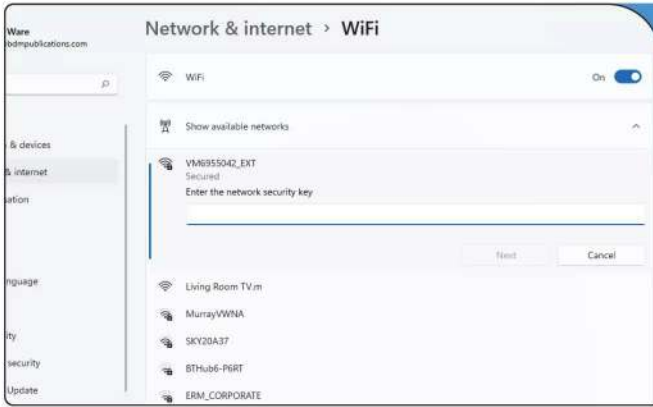 Ware
bdmpublications.com
Network & internet > WiFi
WiFi
On
Show available networks
& devices
& internet
VM6955042_EXT
Secured
Enter the network security key
Next
Cancel
nguage
Living Room TV.m
MurrayVWNA
SKY20A37
ity
security
BTHub6-P6RT
Update
ERM_CORPORATE